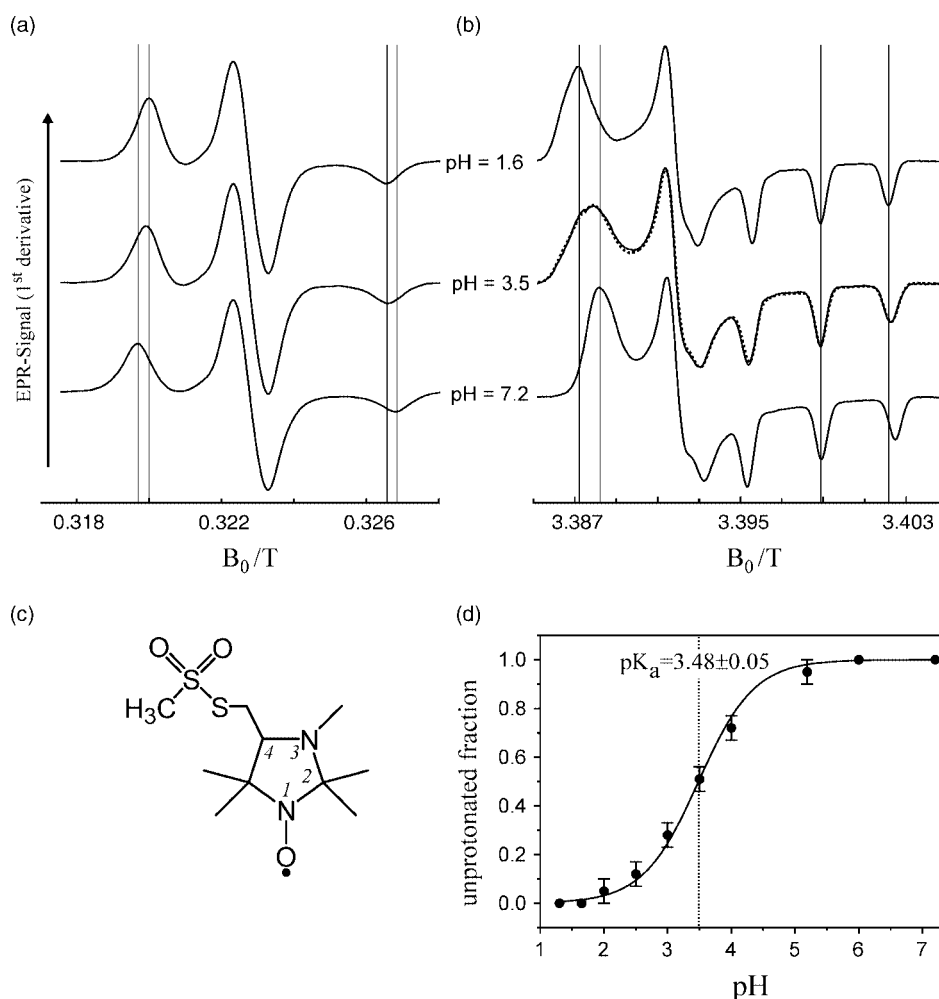 (a)
(b)
EPR-Signal (1st derivative)
pH = 1.6
pH = 3.5
pH = 7.2
0.318
0.322
0.326
3.387
3.395
3.403
B0/T
B0/T
(c)
(d)
O
O
S
H3C
S
4
3
N
1
2
N
O
unprotonated fraction
pKa=3.48±0.05
1.0
0.8
0.6
0.4
0.2
0.0
1
2
3
4
5
6
7
pH